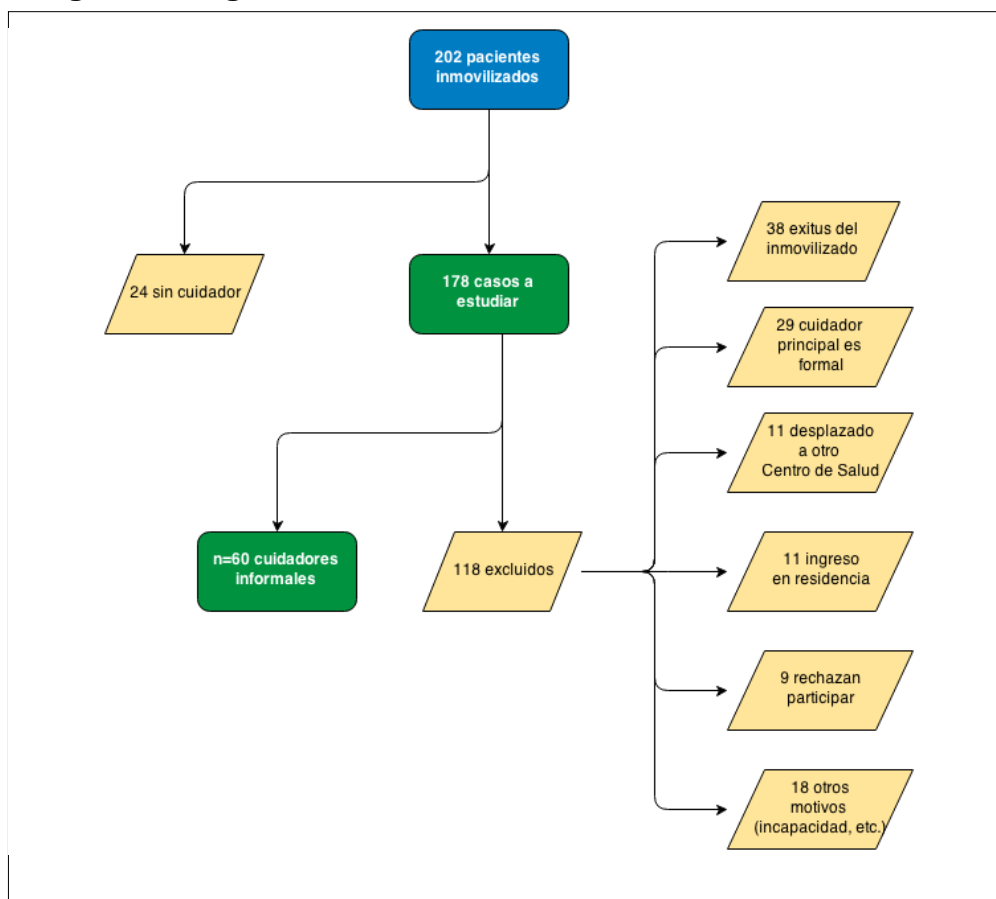 202 pacientes
inmovilizados
24 sin cuidador
178 casos a
estudiar
n=60 cuidadores
informales
118 excluidos
38 exitus del
inmovilizado
29 cuidador
principal es
formal
11 desplazado
a otro
Centro de Salud
11 ingreso
en residencia
9 rechazan
participar
18 otros
motivos
(incapacidad, etc.)